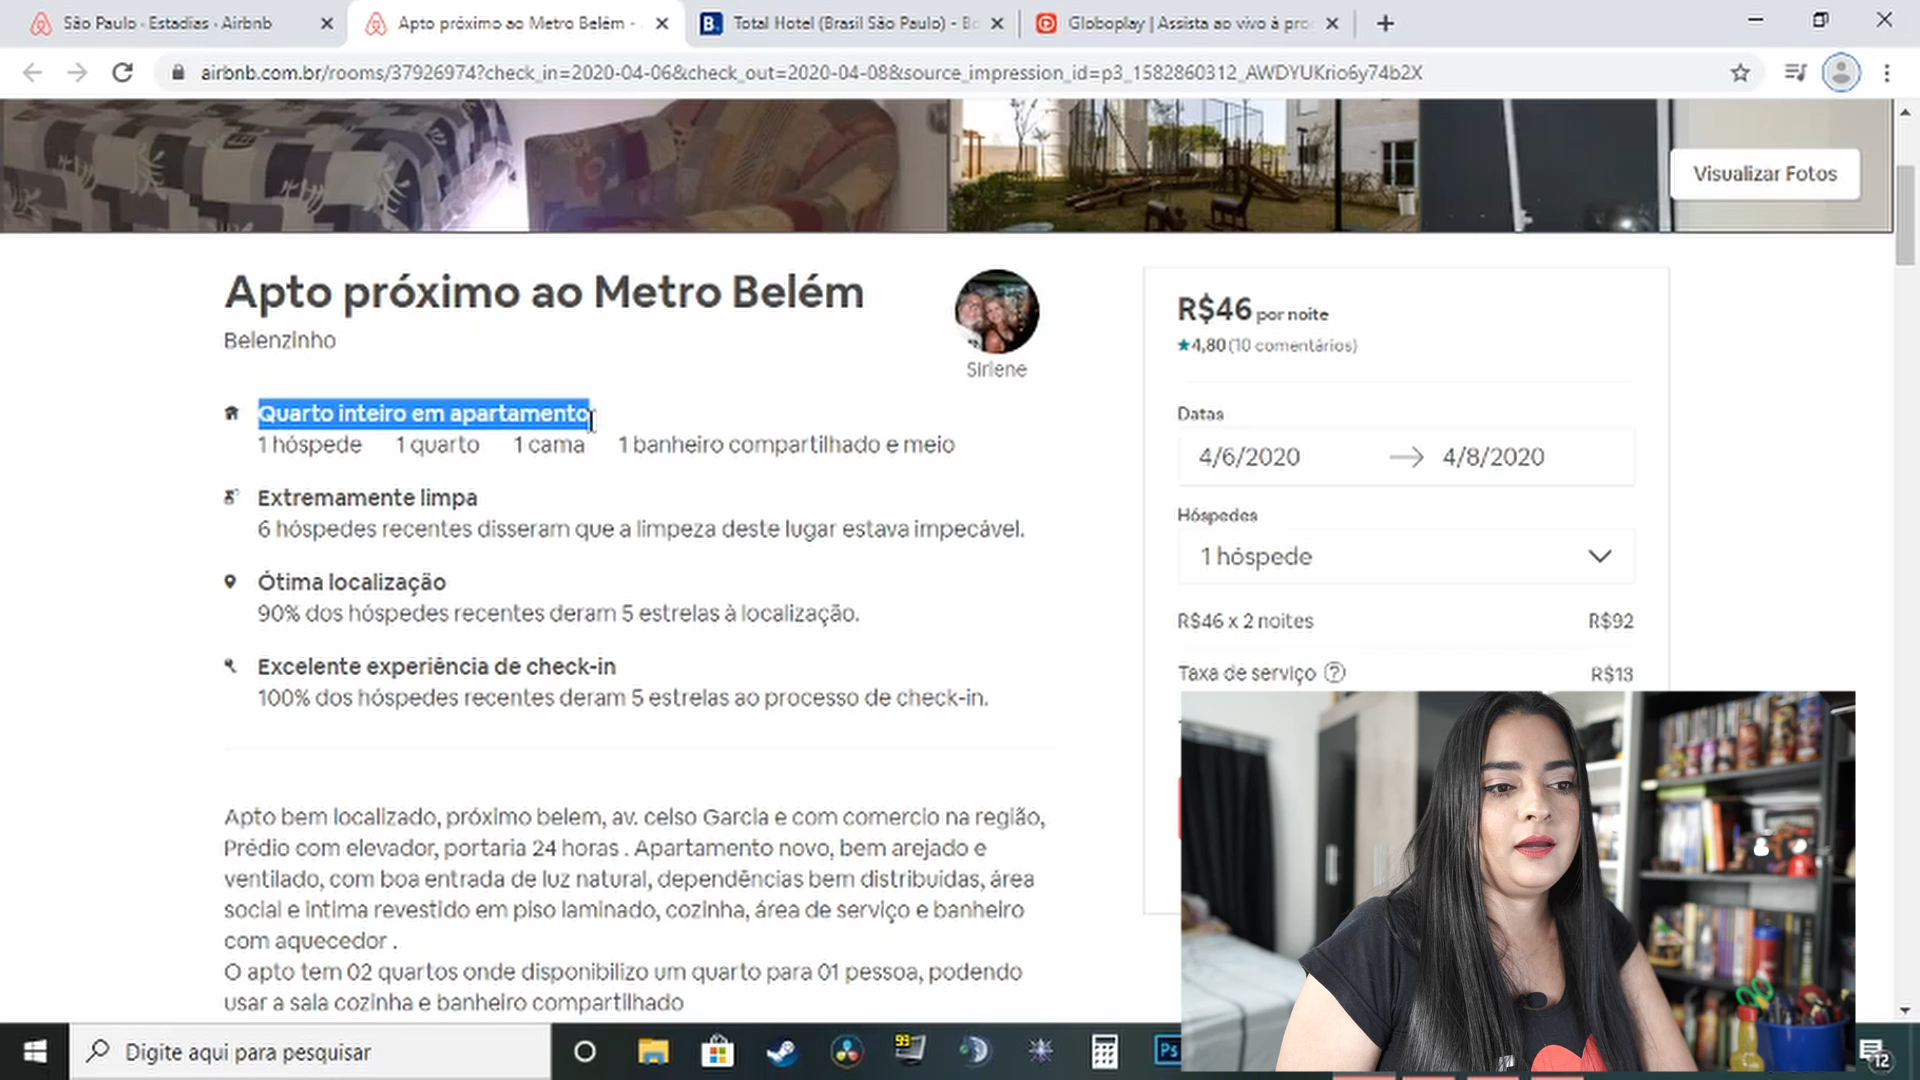 São Paulo · Estadias · Airbnb
Apto próximo ao Metro Belém -
Total Hotel (Brasil São Paulo) - Bo
Globoplay | Assista ao vivo à pro
airbnb.com.br/rooms/37926974?check_in=2020-04-06&check_out=2020-04-08&source_impression_id=p3_1582860312_AWDYUKrio6y74b2X
Visualizar Fotos
Apto próximo ao Metro Belém
Belenzinho
Sirlene
Quarto inteiro em apartamento
1 hóspede 1 quarto 1 cama 1 banheiro compartilhado e meio
Extremamente limpa
6 hóspedes recentes disseram que a limpeza deste lugar estava impecável.
Ótima localização
90% dos hóspedes recentes deram 5 estrelas à localização.
Excelente experiência de check-in
100% dos hóspedes recentes deram 5 estrelas ao processo de check-in.
Apto bem localizado, próximo belem, av. celso Garcia e com comercio na região,
Prédio com elevador, portaria 24 horas . Apartamento novo, bem arejado e
ventilado, com boa entrada de luz natural, dependências bem distribuidas, área
social e intima revestido em piso laminado, cozinha, área de serviço e banheiro
com aquecedor .
O apto tem 02 quartos onde disponibilizo um quarto para 01 pessoa, podendo
usar a sala cozinha e banheiro compartilhado
R$46 por noite
4,80 (10 comentários)
Datas
4/6/2020 4/8/2020
Hóspedes
1 hóspede
R$46 x 2 noites R$92
Taxa de serviço ? R$13
Digite aqui para pesquisar
99
Ps
12